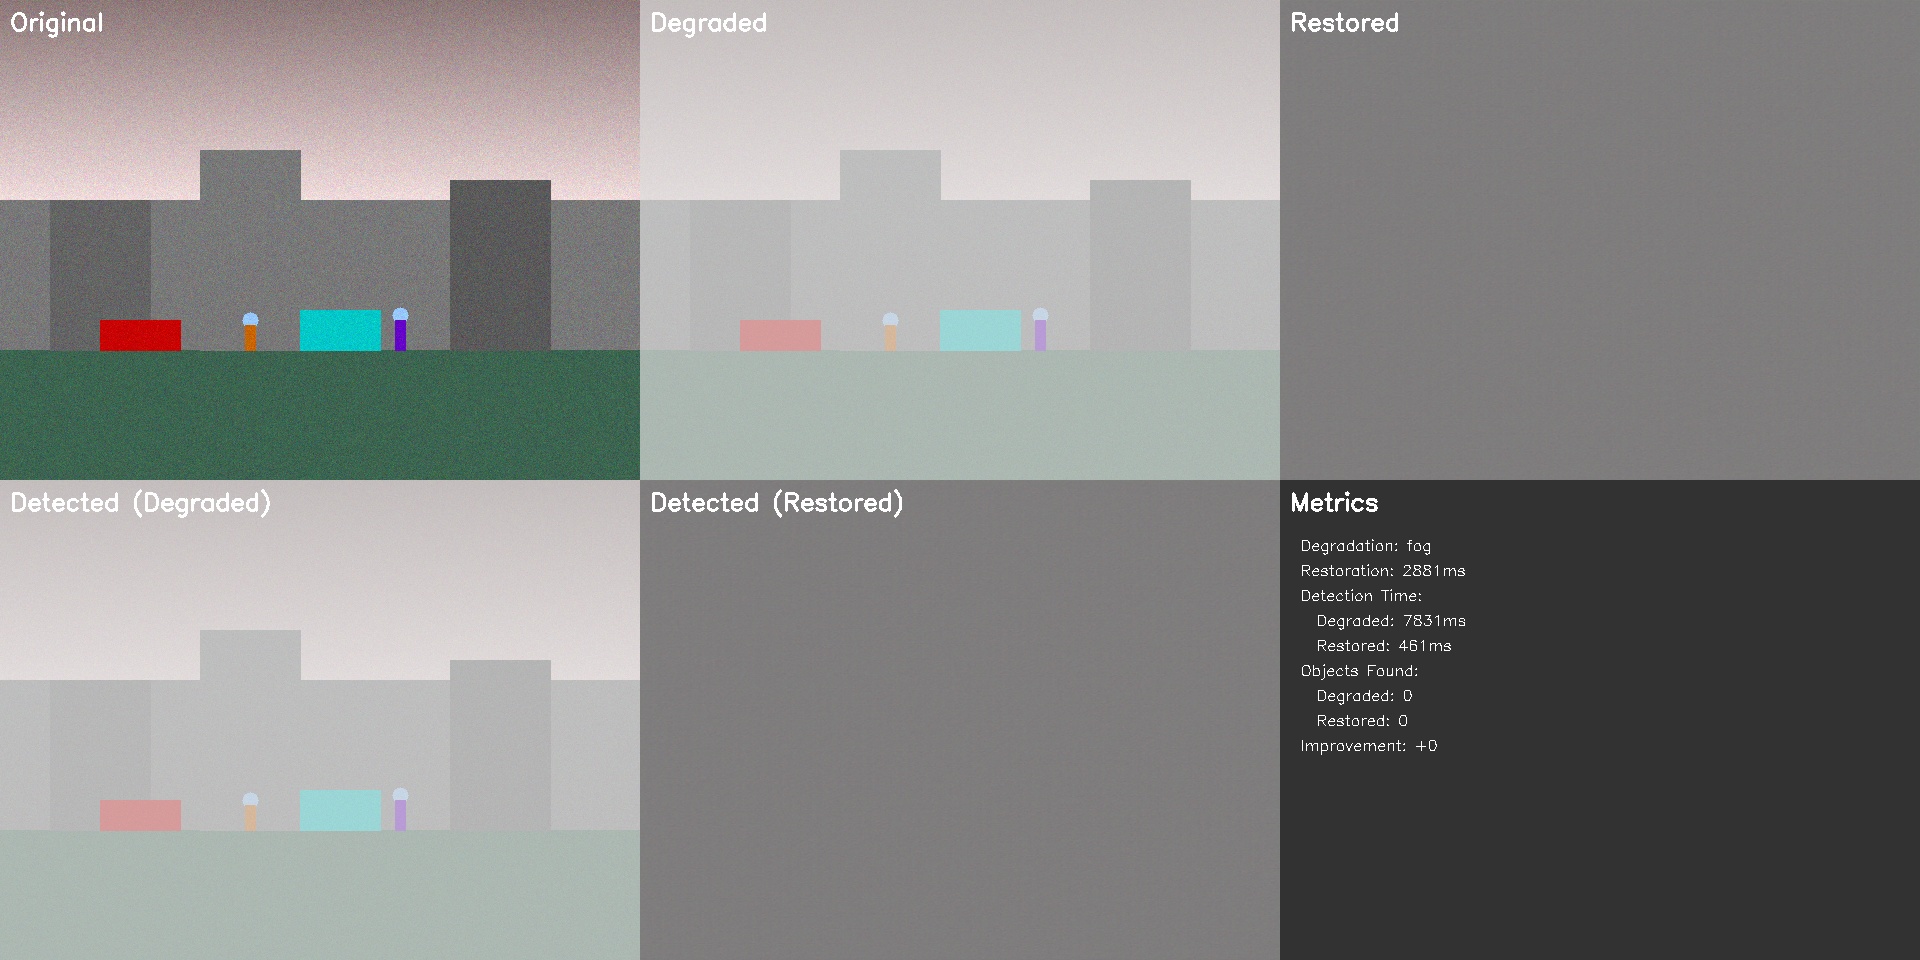 Original
Degraded
Restored
Detected (Degraded)
Detected (Restored)
Metrics
Degradation: fog
Restoration: 2881ms
Detection Time:
Degraded: 7831ms
Restored: 461ms
Objects Found:
Degraded: 0
Restored: 0
Improvement: +0